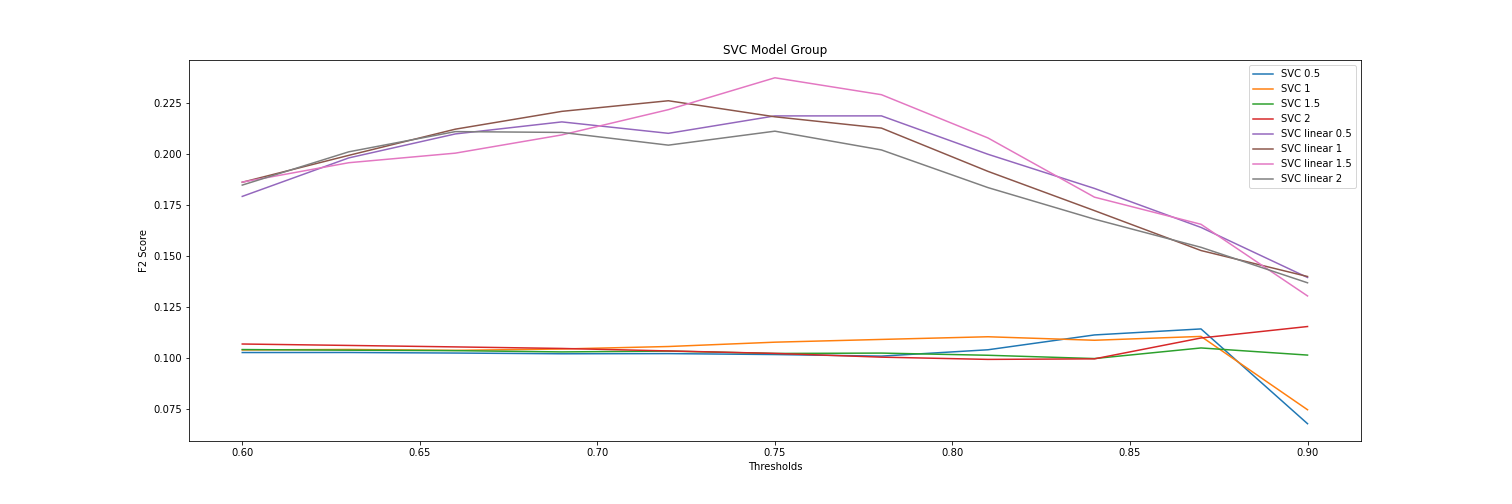 SVC Model Group
F2 Score
0.225
0.200
0.175
0.150
0.125
0.100
0.075
SVC 0.5
SVC 1
SVC 1.5
SVC 2
SVC linear 0.5
SVC linear 1
SVC linear 1.5
SVC linear 2
0.60 0.65 0.70 0.75 0.80 0.85 0.90
Thresholds